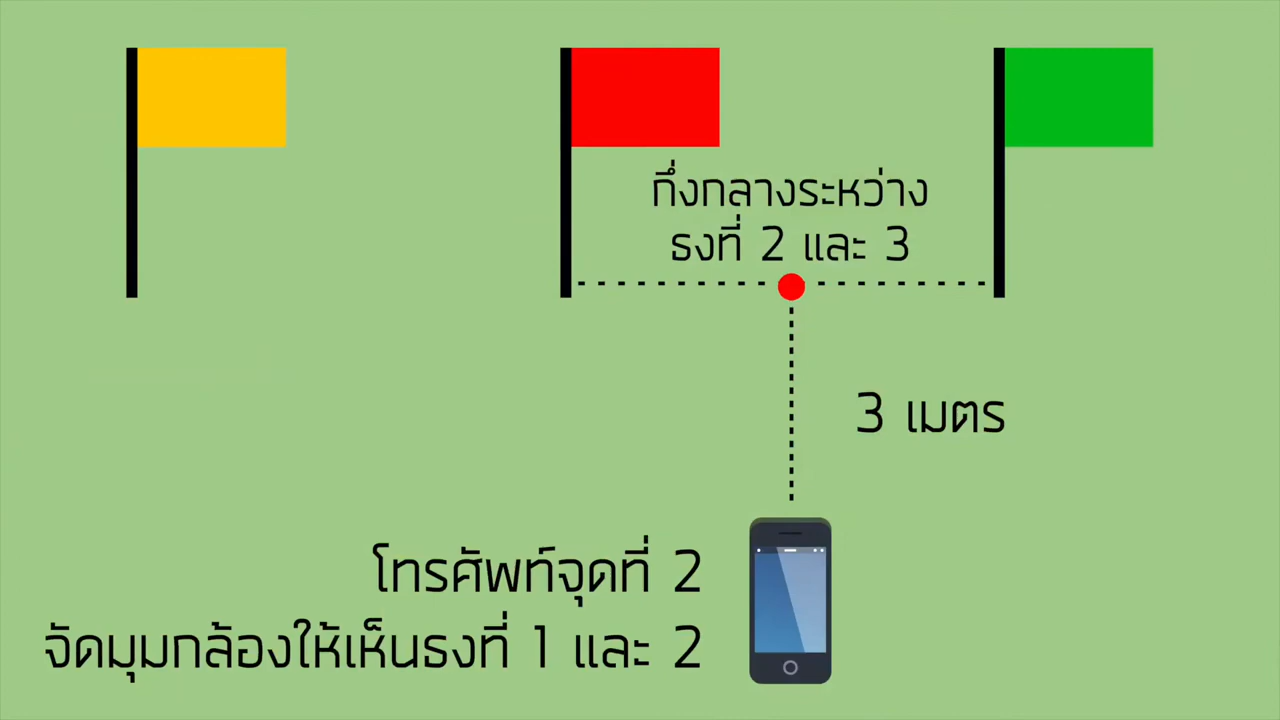 กึ่งกลางระหว่าง
ธงที่ 2 และ 3
3 เมตร
โทรศัพท์จุดที่ 2
จัดมุมกล้องให้เห็นธงที่ 1 และ 2